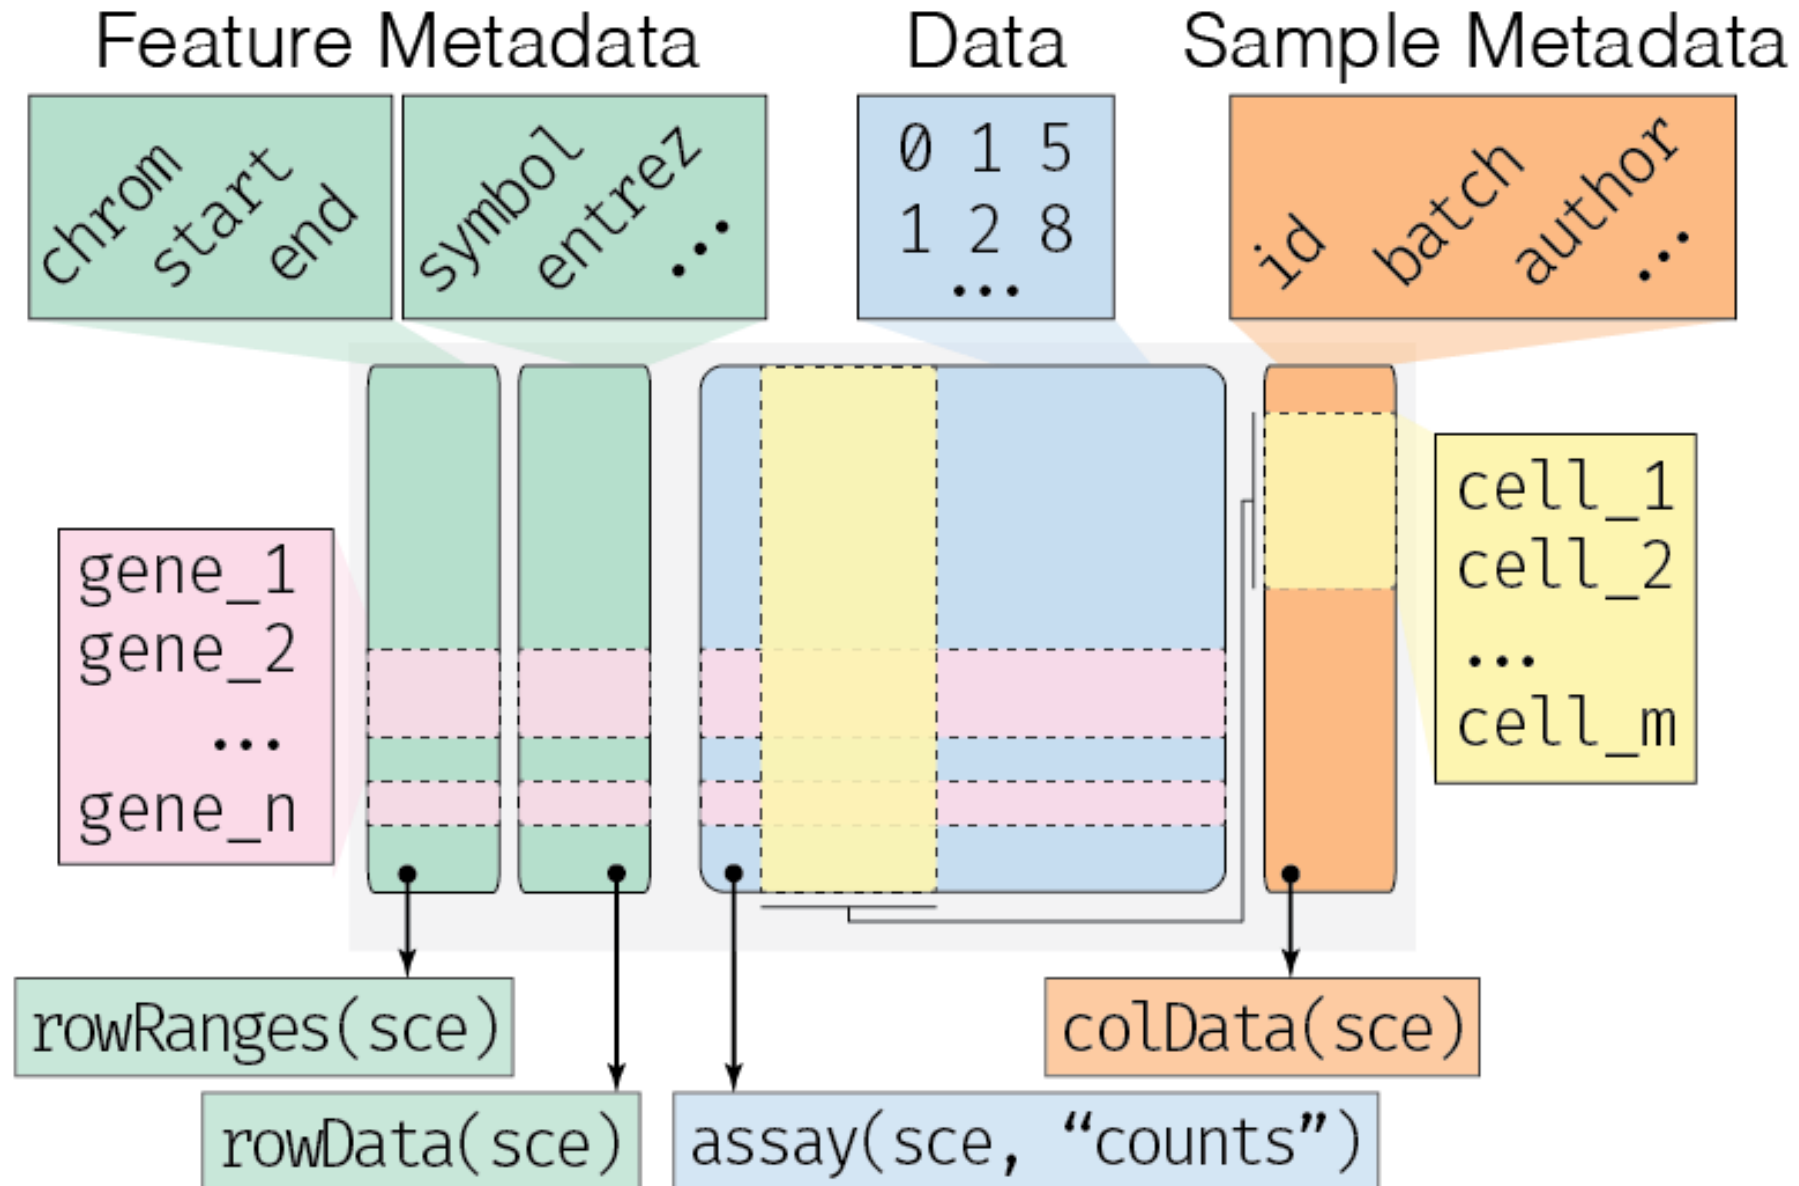 Feature Metadata
Data
Sample Metadata
chrom
start
end
symbol
entrez
...
0 1 5
1 2 8
...
id
batch
author
...
gene_1
gene_2
...
gene_n
cell_1
cell_2
...
cell_m
rowRanges(sce)
colData(sce)
rowData(sce)
assay(sce, “counts”)